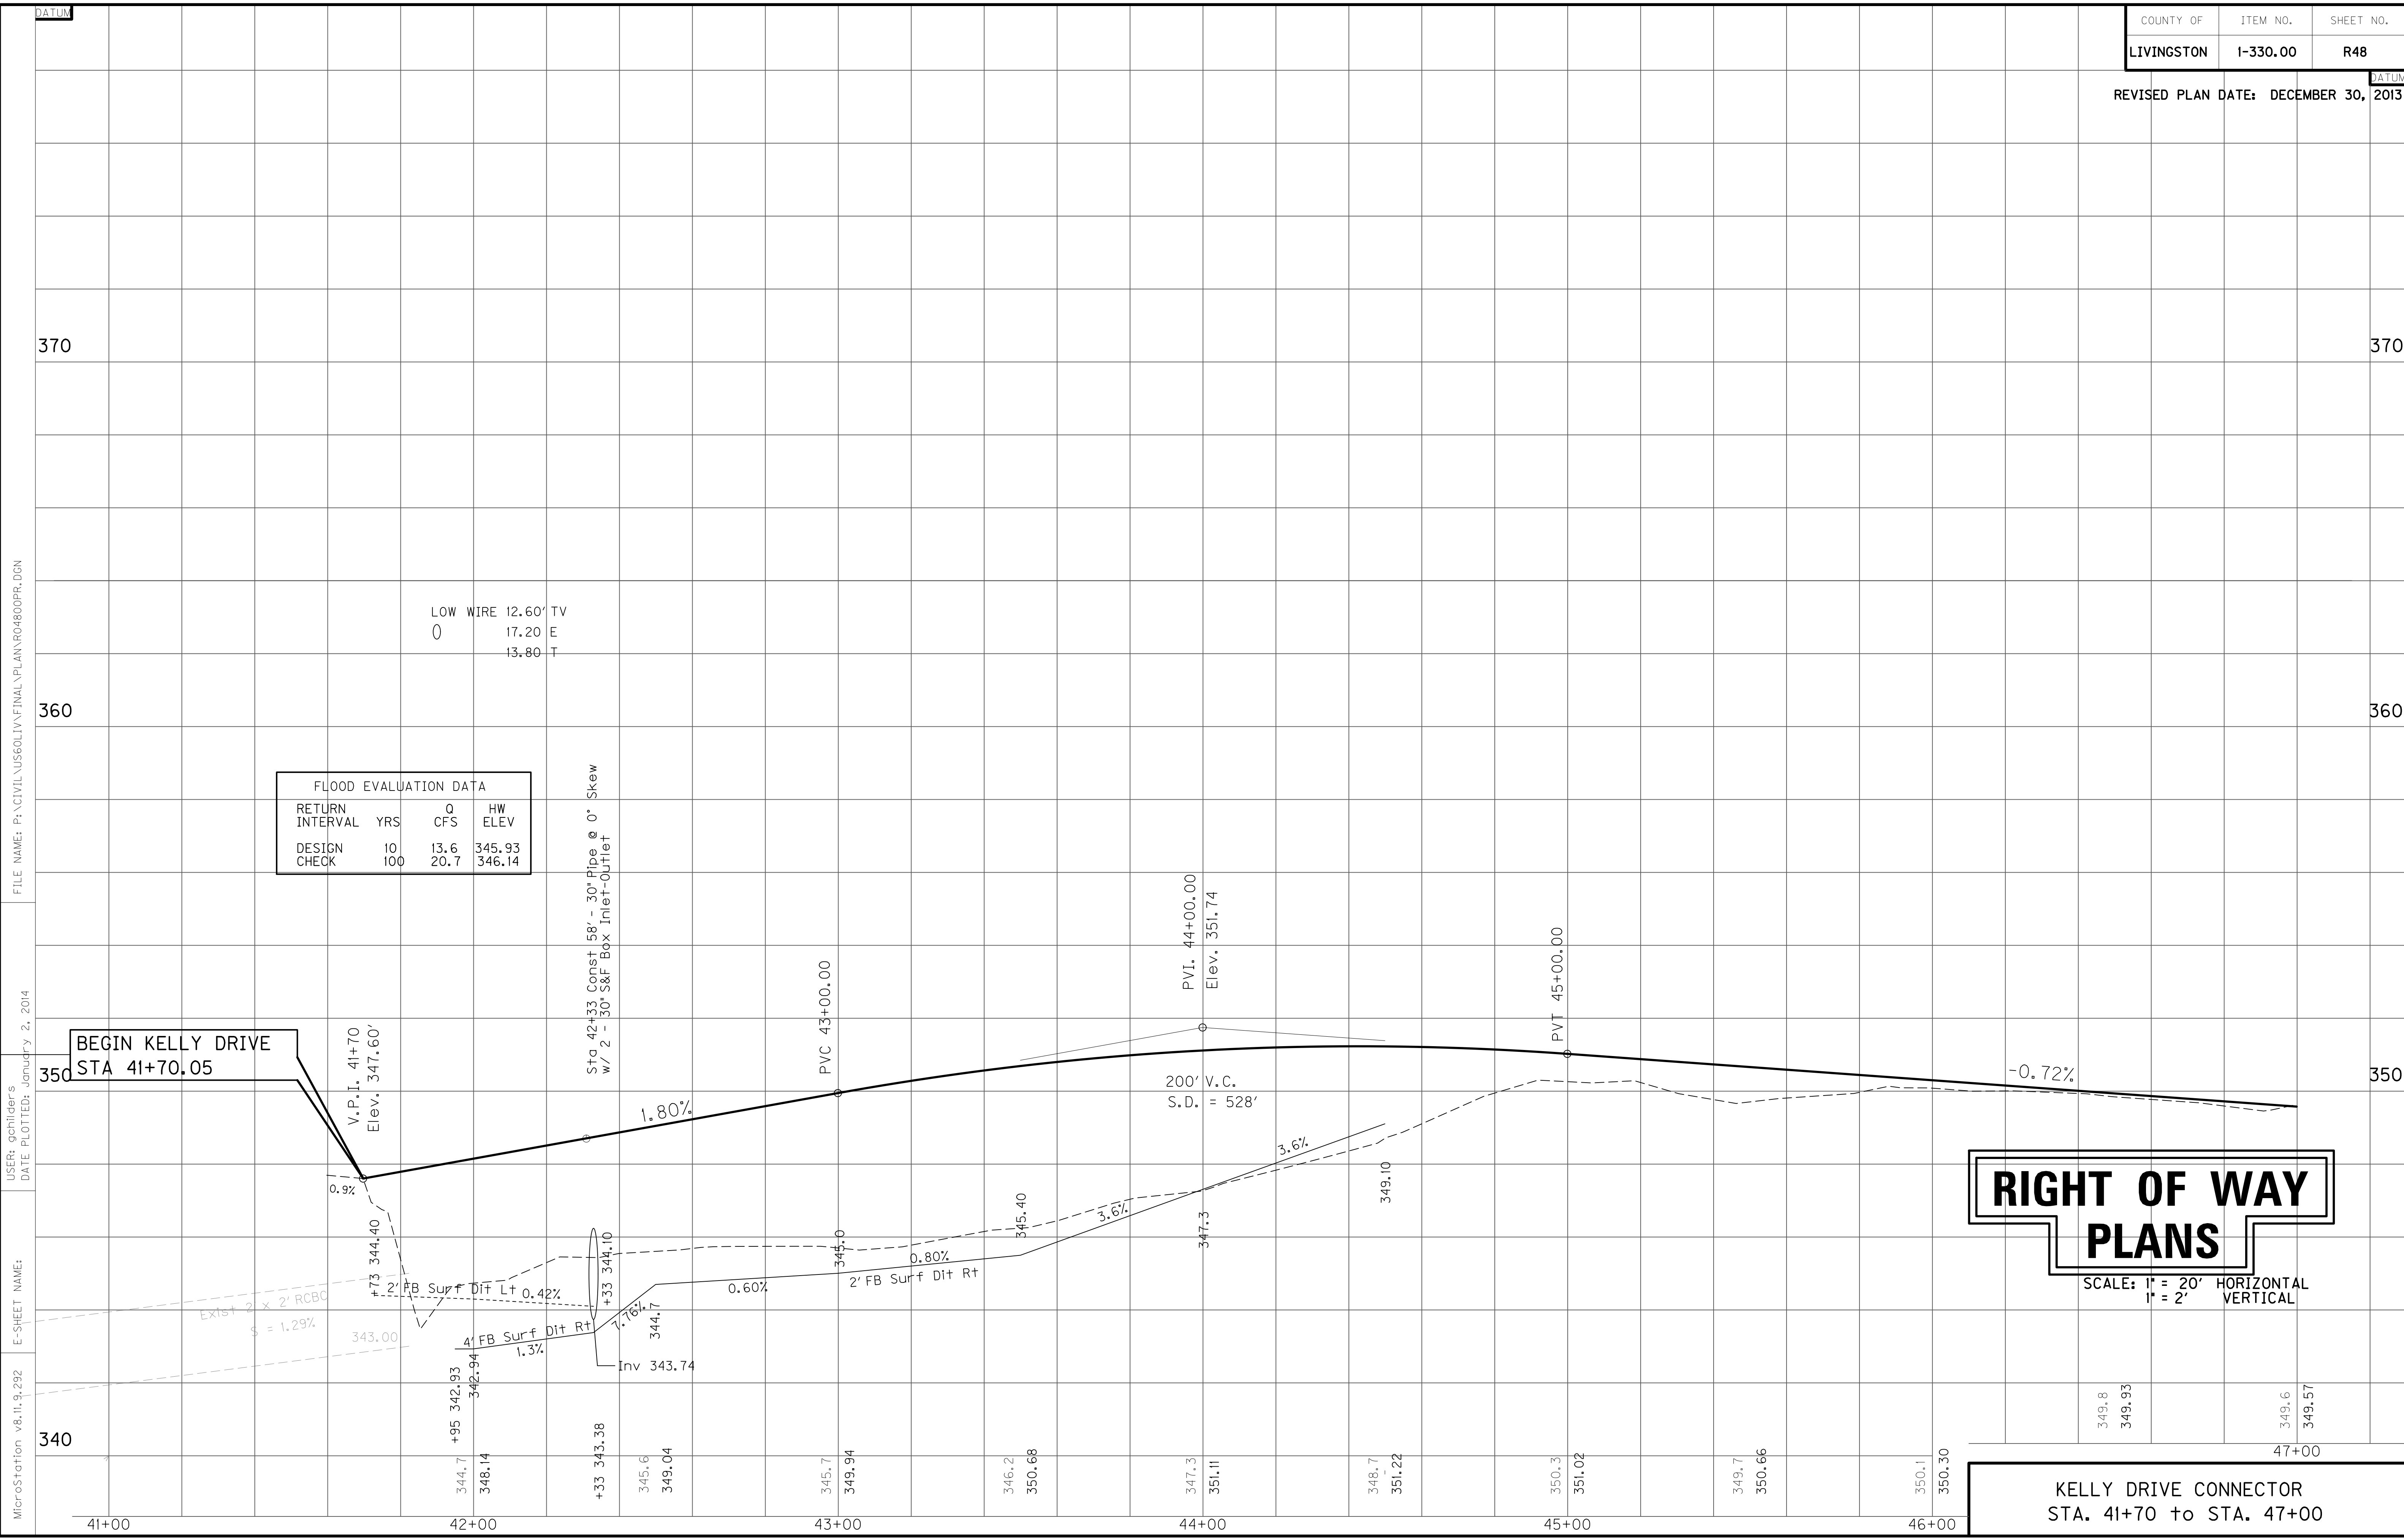 DATUM
COUNTY OF
ITEM NO.
SHEET NO.
LIVINGSTON
1-330.00
R48
DATUM
REVISED PLAN DATE: DECEMBER 30, 2013
370
370
LOW WIRE 12.60' TV
17.20 E
13.80 T
360
360
FLOOD EVALUATION DATA
RETURN Q HW
INTERVAL YRS CFS ELEV
DESIGN 10 13.6 345.93
CHECK 100 20.7 346.14
Sta 42+33 Const 58' - 30" Pipe @ 0° Skew
w/ 2 - 30" S&F Box Inlet-Outlet
PVC 43+00.00
PVI. 44+00.00
Elev. 351.74
PVT 45+00.00
BEGIN KELLY DRIVE
STA 41+70.05
V.P.I. 41+70
Elev. 347.60'
350
350
1.80%
200' V.C.
S.D. = 528'
-0.72%
0.9%
3.6%
3.6%
349.10
347.3
345.40
345.0
0.80%
2' FB Surf Dit Rt
0.60%
+73 344.40
2' FB Surf Dit Lt
0.42%
+33 344.10
7.76%
344.7
4' FB Surf Dit Rt
1.3%
Inv 343.74
Exist 2' x 2' RCBC
S = 1.29%
343.00
+95 342.93
342.94
+33 343.38
RIGHT OF WAY
PLANS
SCALE: 1" = 20' HORIZONTAL
1" = 2' VERTICAL
340
344.7
348.14
345.6
349.04
345.7
349.94
346.2
350.68
347.3
351.11
348.7
351.22
350.3
351.02
349.7
350.66
350.1
350.30
349.8
349.93
349.6
349.57
41+00
42+00
43+00
44+00
45+00
46+00
47+00
KELLY DRIVE CONNECTOR
STA. 41+70 to STA. 47+00
FILE NAME: P:\CIVIL\US60LIV\FINAL\PLAN\R04800PR.DGN
USER: gchilders
DATE PLOTTED: January 2, 2014
E-SHEET NAME:
MicroStation v8.11.9.292